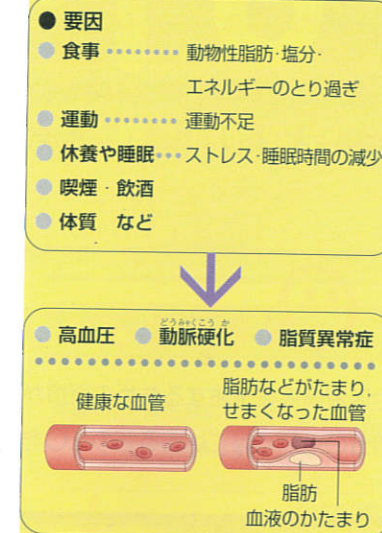 ● 要因
● 食事 ・・・・・・・・ 動物性脂肪・塩分・
エネルギーのとり過ぎ
● 運動 ・・・・・・・・ 運動不足
● 休養や睡眠・・・ストレス・睡眠時間の減少
● 喫煙・飲酒
● 体質 など
どうみゃくこうか
● 高血圧 ● 動脈硬化 ● 脂質異常症
健康な血管
脂肪などがたまり,
せまくなった血管
脂肪
血液のかたまり